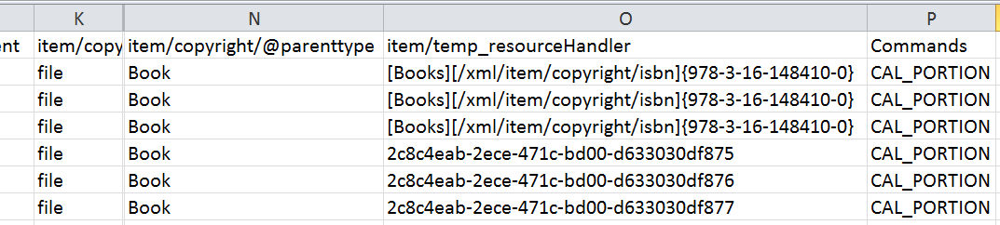 K N O P
ent item/copy item/copyright/@parenttype item/temp_resourceHandler Commands
file Book [Books][/xml/item/copyright/isbn]{978-3-16-148410-0} CAL_PORTION
file Book [Books][/xml/item/copyright/isbn]{978-3-16-148410-0} CAL_PORTION
file Book [Books][/xml/item/copyright/isbn]{978-3-16-148410-0} CAL_PORTION
file Book 2c8c4eab-2ece-471c-bd00-d633030df875 CAL_PORTION
file Book 2c8c4eab-2ece-471c-bd00-d633030df876 CAL_PORTION
file Book 2c8c4eab-2ece-471c-bd00-d633030df877 CAL_PORTION